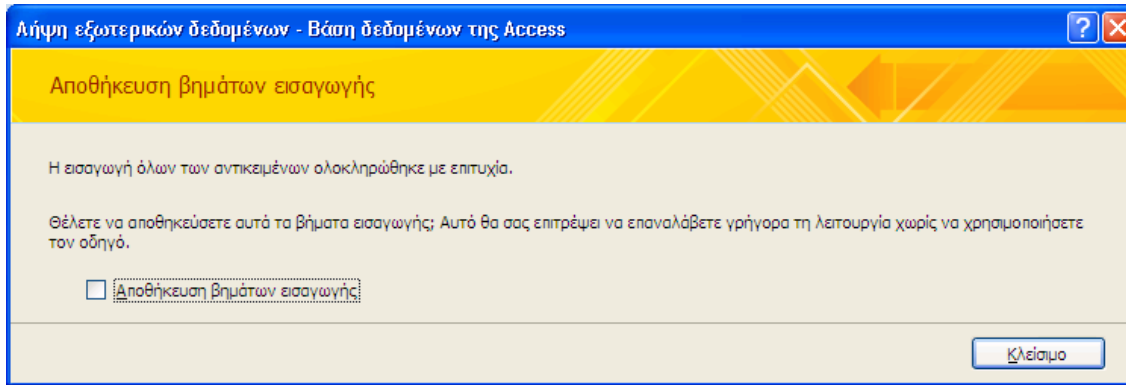 Λήψη εξωτερικών δεδομένων - Βάση δεδομένων της Access
Αποθήκευση βημάτων εισαγωγής
Η εισαγωγή όλων των αντικειμένων ολοκληρώθηκε με επιτυχία.
Θέλετε να αποθηκεύσετε αυτά τα βήματα εισαγωγής; Αυτό θα σας επιτρέψει να επαναλάβετε γρήγορα τη λειτουργία χωρίς να χρησιμοποιήσετε
τον οδηγό.
Αποθήκευση βημάτων εισαγωγής
Κλείσιμο